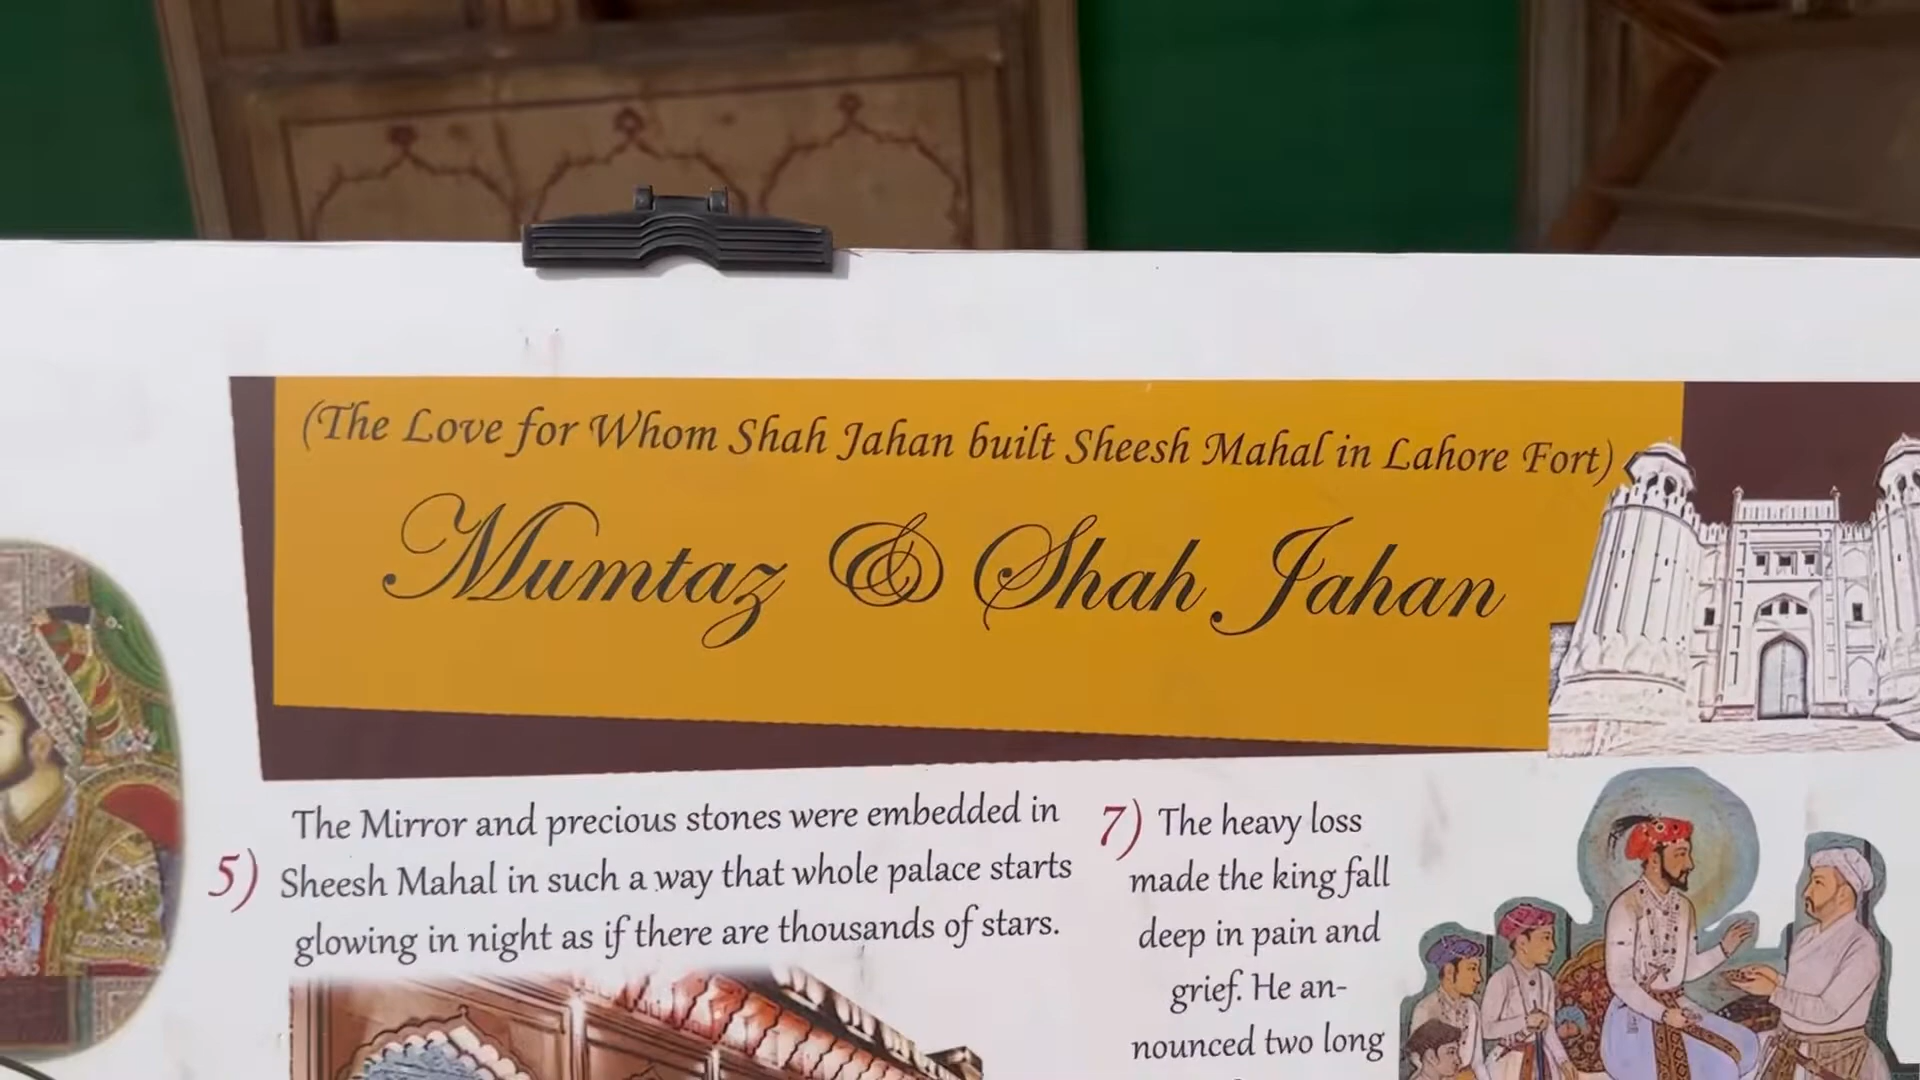 (The Love for Whom Shah Jahan built Sheesh Mahal in Lahore Fort)
Mumtaz & Shah Jahan
5) The Mirror and precious stones were embedded in
Sheesh Mahal in such a way that whole palace starts
glowing in night as if there are thousands of stars.
7) The heavy loss
made the king fall
deep in pain and
grief. He an-
nounced two long